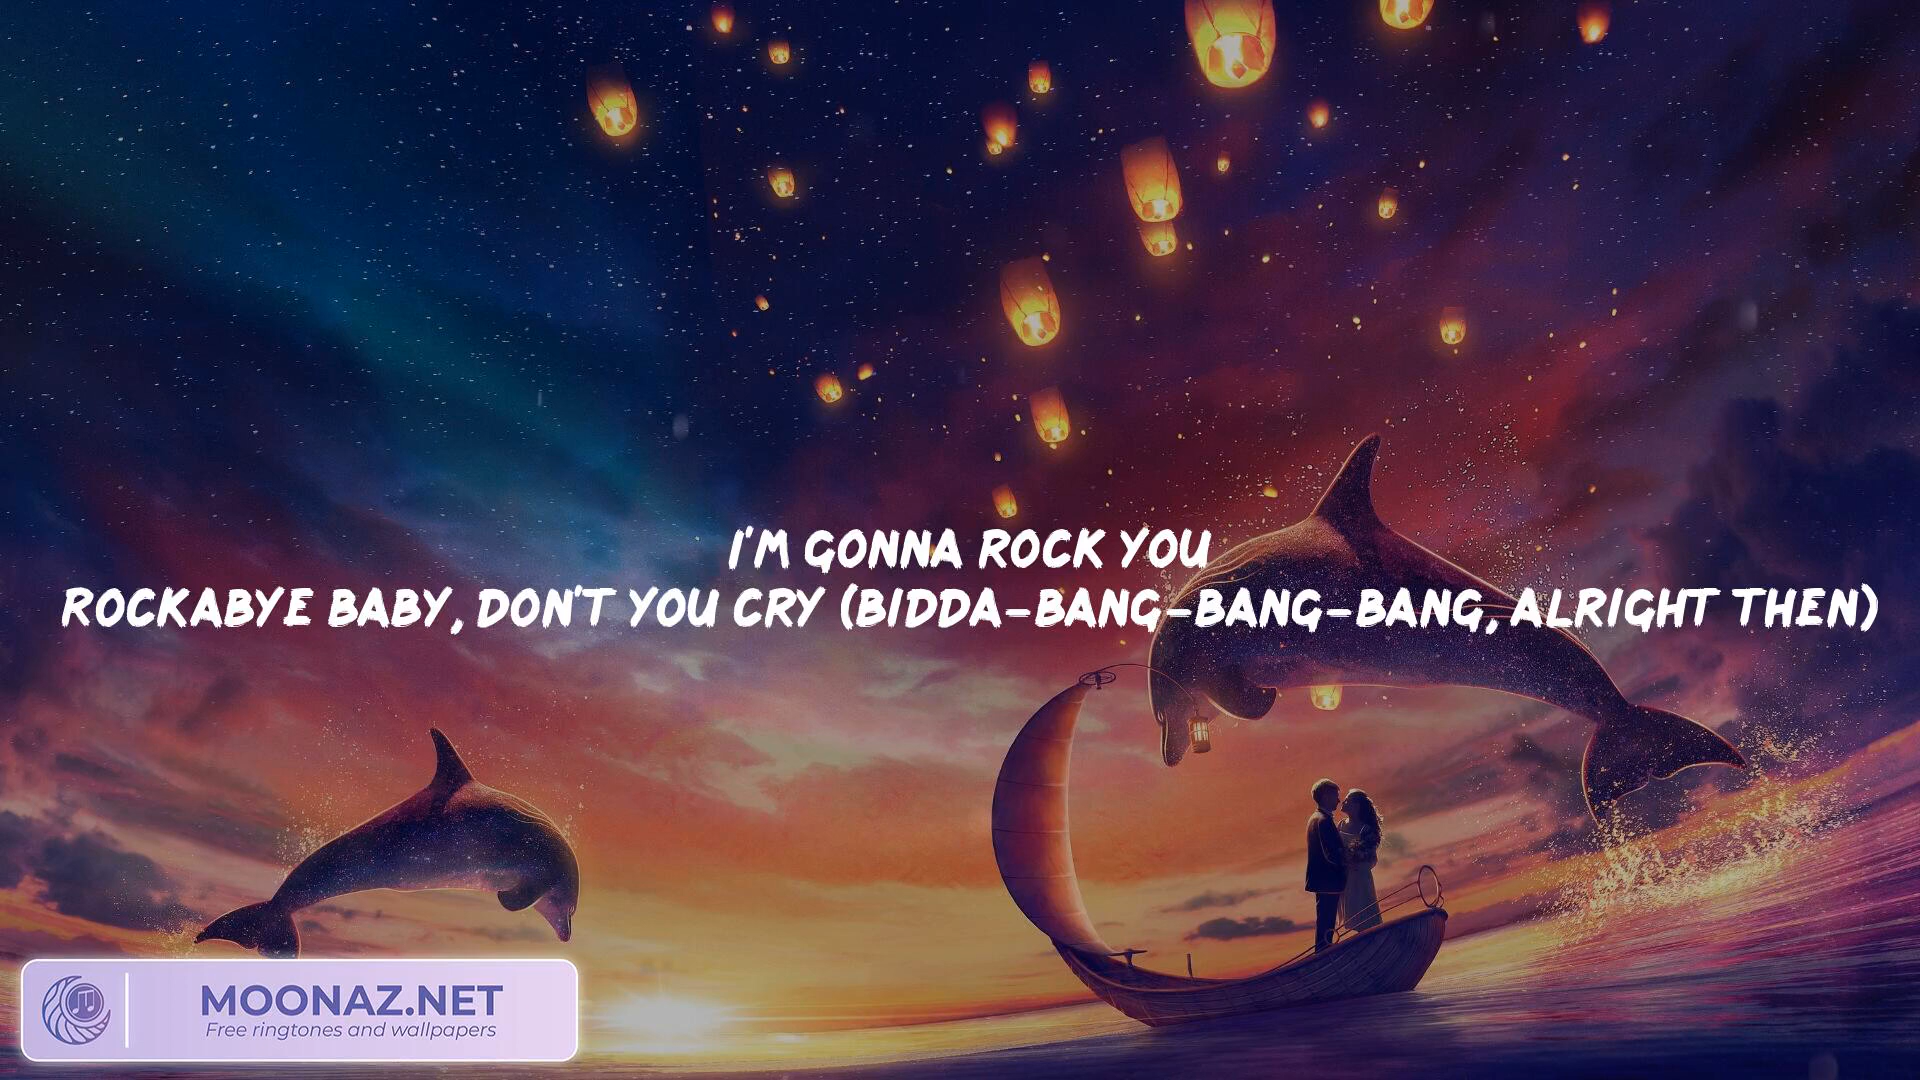 I'M GONNA ROCK YOU
ROCKABYE BABY, DON'T YOU CRY (BIDDA-BANG-BANG-BANG, ALRIGHT THEN)
MOONAZ.NET
Free ringtones and wallpapers